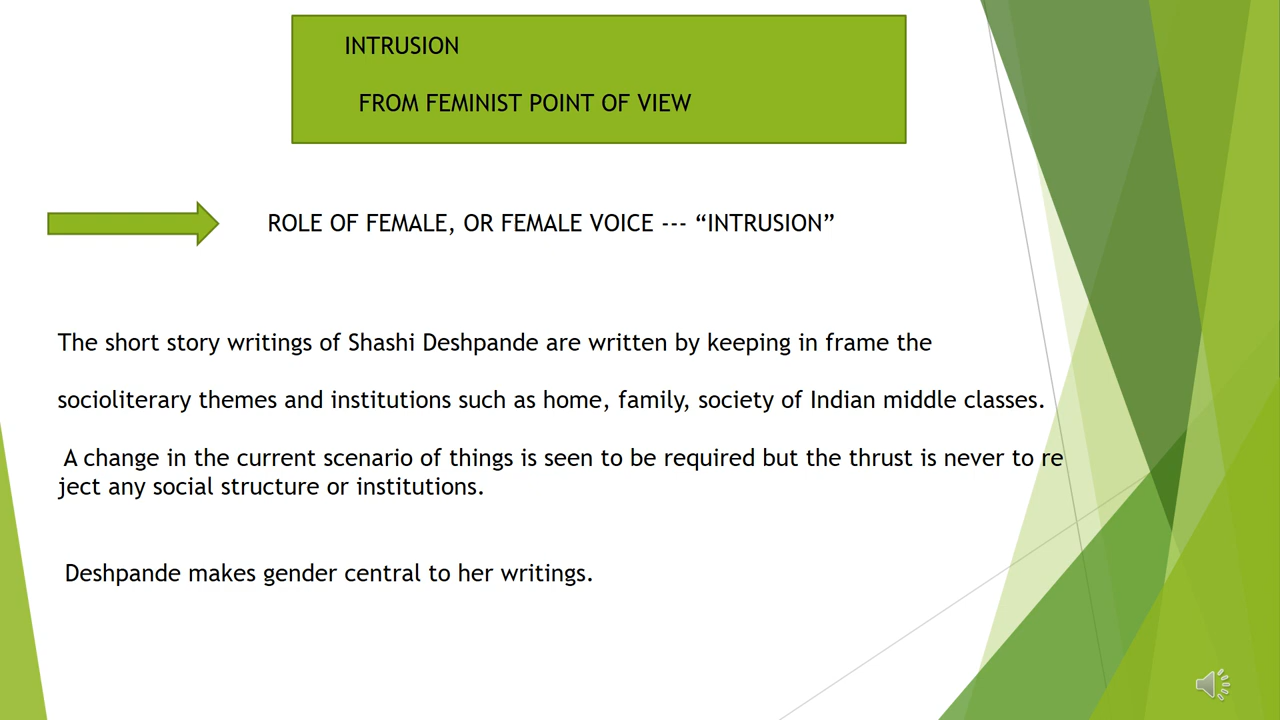 INTRUSION
FROM FEMINIST POINT OF VIEW
ROLE OF FEMALE, OR FEMALE VOICE --- “INTRUSION”
The short story writings of Shashi Deshpande are written by keeping in frame the
socioliterary themes and institutions such as home, family, society of Indian middle classes.
A change in the current scenario of things is seen to be required but the thrust is never to re
ject any social structure or institutions.
Deshpande makes gender central to her writings.